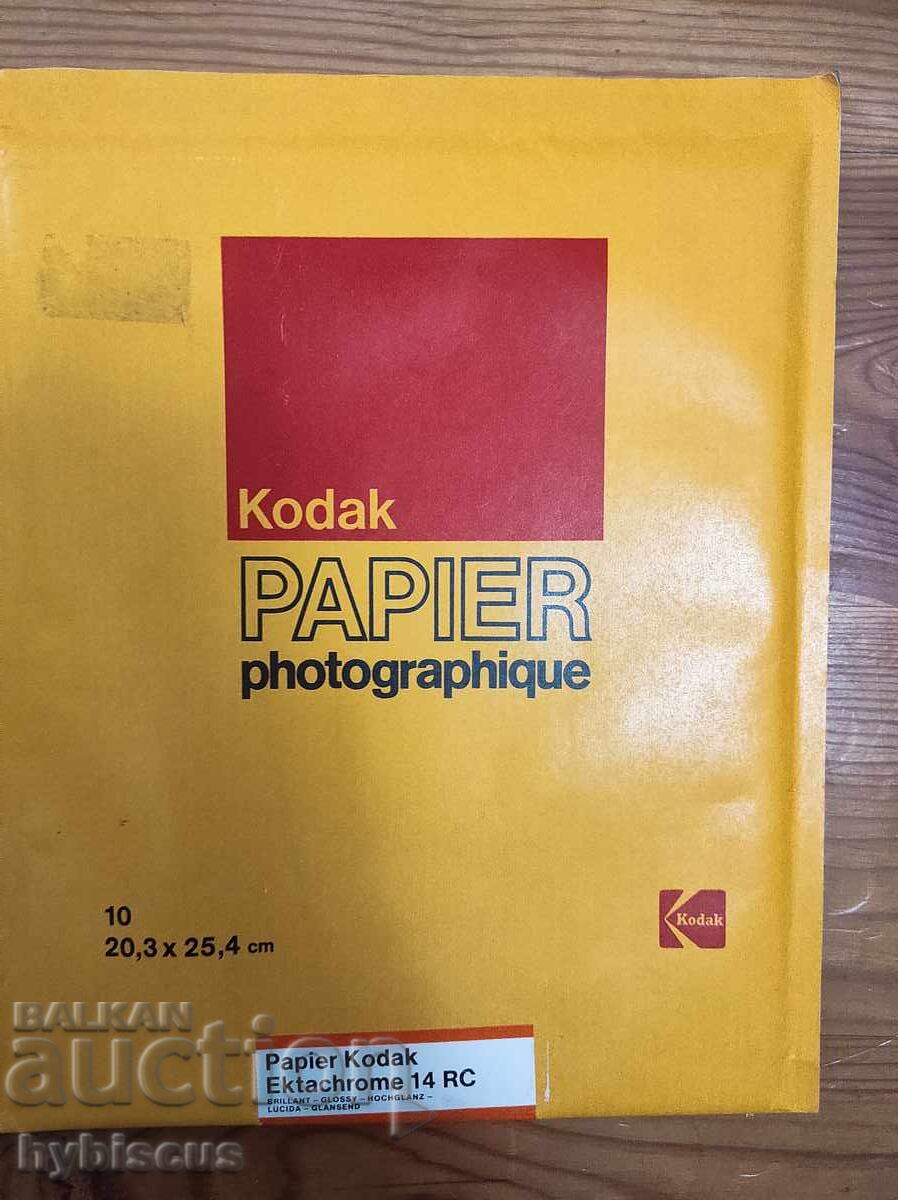 Kodak
PAPIER
photographique
10
20,3 x 25,4 cm
Kodak
Papier Kodak
Ektachrome 14 RC
BRILLANT – GLOSSY – HOCHGLANZ –
LUCIDA – GLANSEND
BALKAN
auction
hybiscus